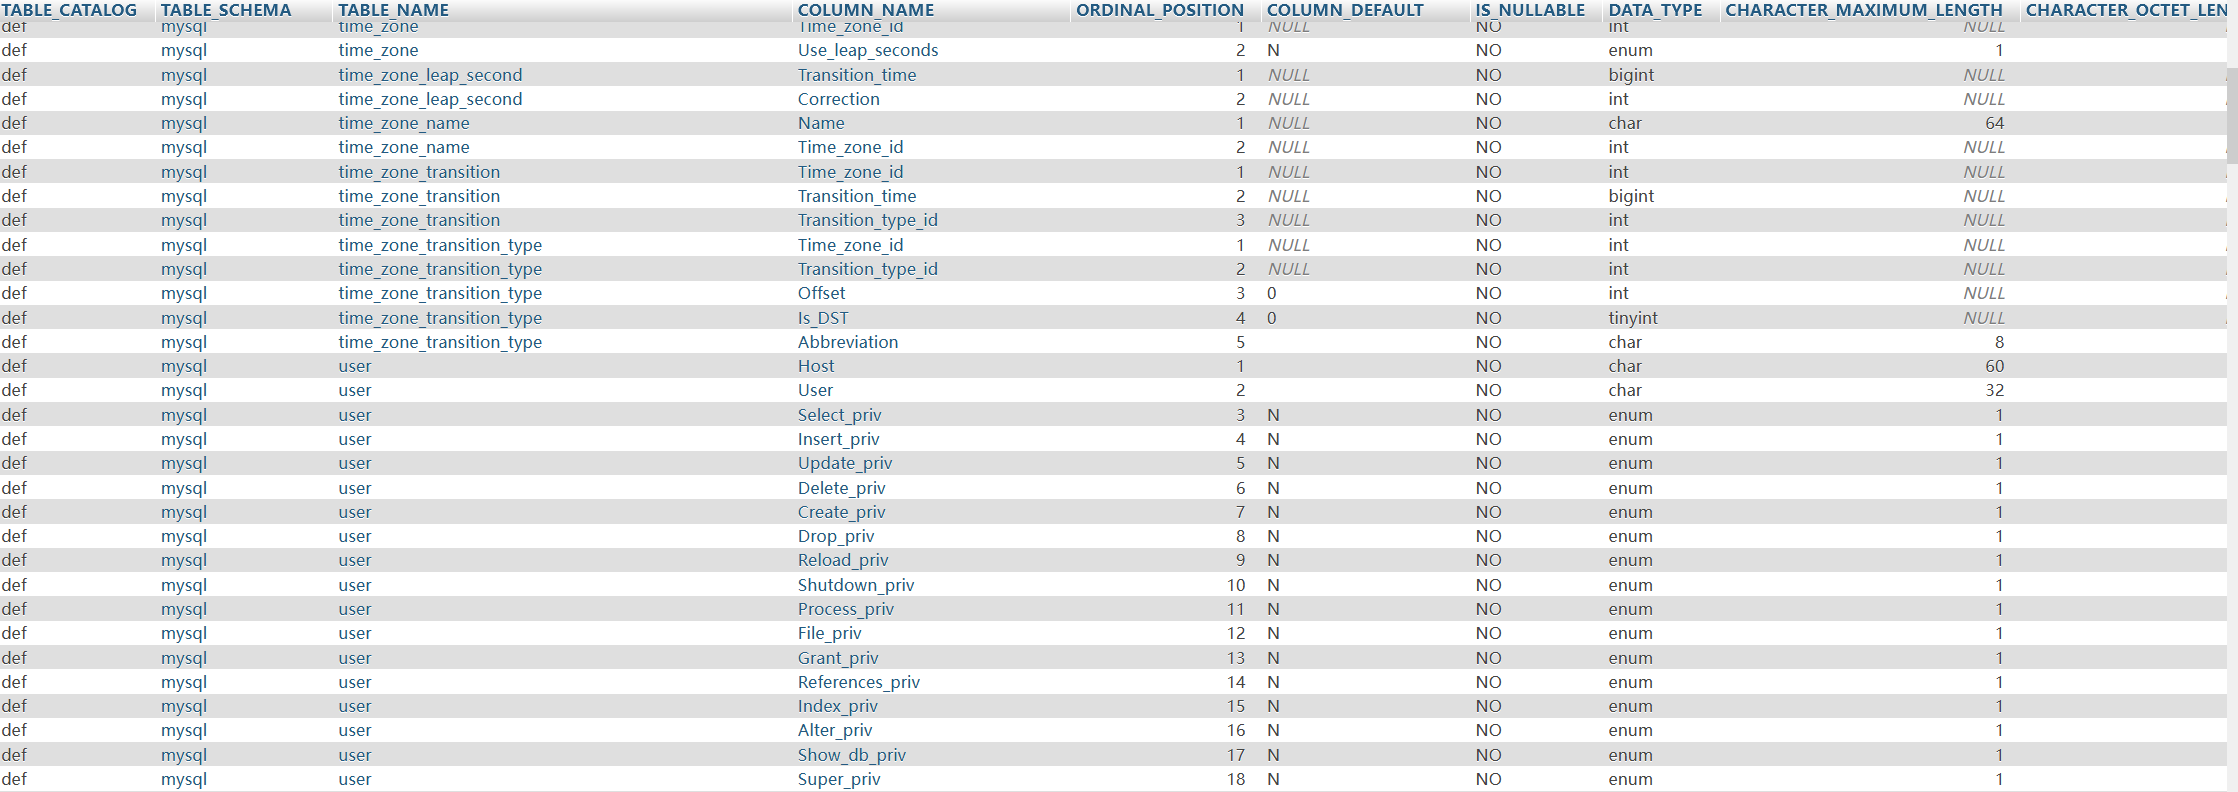 TABLE_CATALOG TABLE_SCHEMA TABLE_NAME COLUMN_NAME ORDINAL_POSITION COLUMN_DEFAULT IS_NULLABLE DATA_TYPE CHARACTER_MAXIMUM_LENGTH CHARACTER_OCTET_LEN
def mysql time_zone Time_zone_id 1 NULL NO int NULL
def mysql time_zone Use_leap_seconds 2 N NO enum 1
def mysql time_zone_leap_second Transition_time 1 NULL NO bigint NULL
def mysql time_zone_leap_second Correction 2 NULL NO int NULL
def mysql time_zone_name Name 1 NULL NO char 64
def mysql time_zone_name Time_zone_id 2 NULL NO int NULL
def mysql time_zone_transition Time_zone_id 1 NULL NO int NULL
def mysql time_zone_transition Transition_time 2 NULL NO bigint NULL
def mysql time_zone_transition Transition_type_id 3 NULL NO int NULL
def mysql time_zone_transition_type Time_zone_id 1 NULL NO int NULL
def mysql time_zone_transition_type Transition_type_id 2 NULL NO int NULL
def mysql time_zone_transition_type Offset 3 0 NO int NULL
def mysql time_zone_transition_type Is_DST 4 0 NO tinyint NULL
def mysql time_zone_transition_type Abbreviation 5 NO char 8
def mysql user Host 1 NO char 60
def mysql user User 2 NO char 32
def mysql user Select_priv 3 N NO enum 1
def mysql user Insert_priv 4 N NO enum 1
def mysql user Update_priv 5 N NO enum 1
def mysql user Delete_priv 6 N NO enum 1
def mysql user Create_priv 7 N NO enum 1
def mysql user Drop_priv 8 N NO enum 1
def mysql user Reload_priv 9 N NO enum 1
def mysql user Shutdown_priv 10 N NO enum 1
def mysql user Process_priv 11 N NO enum 1
def mysql user File_priv 12 N NO enum 1
def mysql user Grant_priv 13 N NO enum 1
def mysql user References_priv 14 N NO enum 1
def mysql user Index_priv 15 N NO enum 1
def mysql user Alter_priv 16 N NO enum 1
def mysql user Show_db_priv 17 N NO enum 1
def mysql user Super_priv 18 N NO enum 1